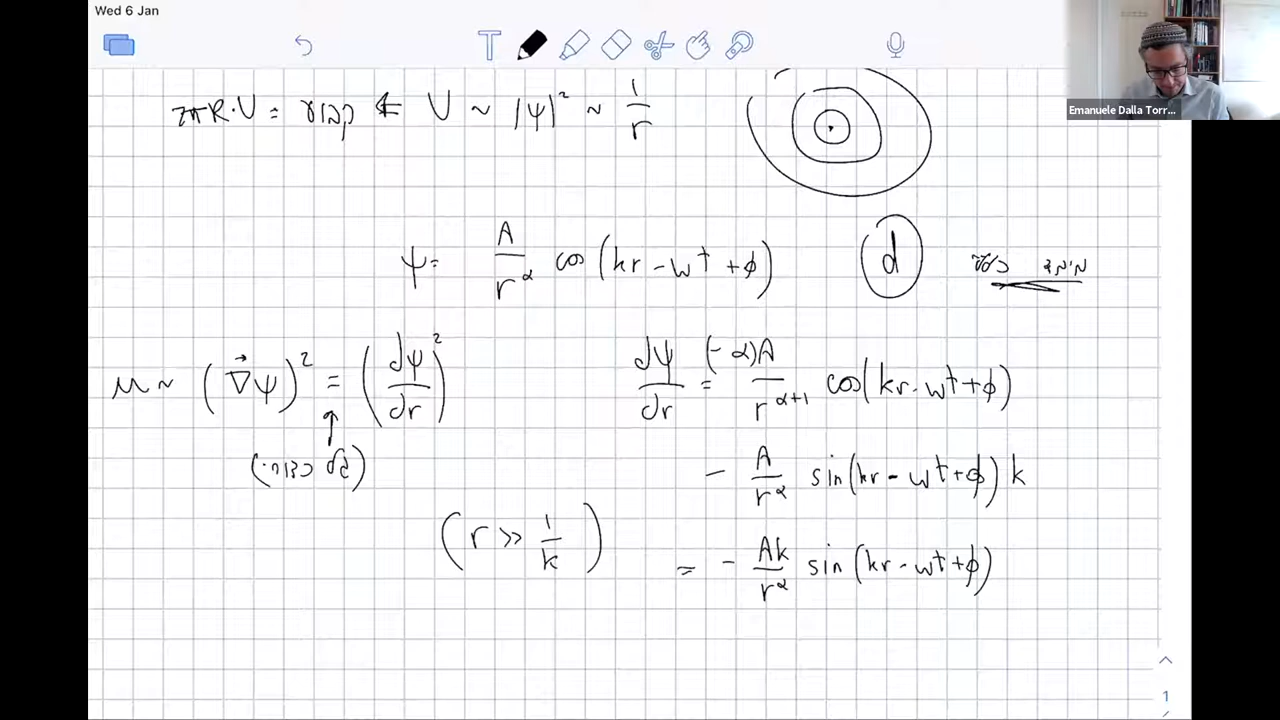 Wed 6 Jan
Emanuele Dalla Torr...
2πR·U = קבוע ⇐ U ~ |ψ|² ~ 1/r
ψ = A/r^α cos(kr - ωt + φ) d
u ~ (∇ψ)² = (dψ/dr)²
dψ/dr = (-α)A/r^(α+1) cos(kr - ωt + φ)
- A/r^α sin(kr - ωt + φ) k
(r >> 1/k)
= - Ak/r^α sin(kr - ωt + φ)
1